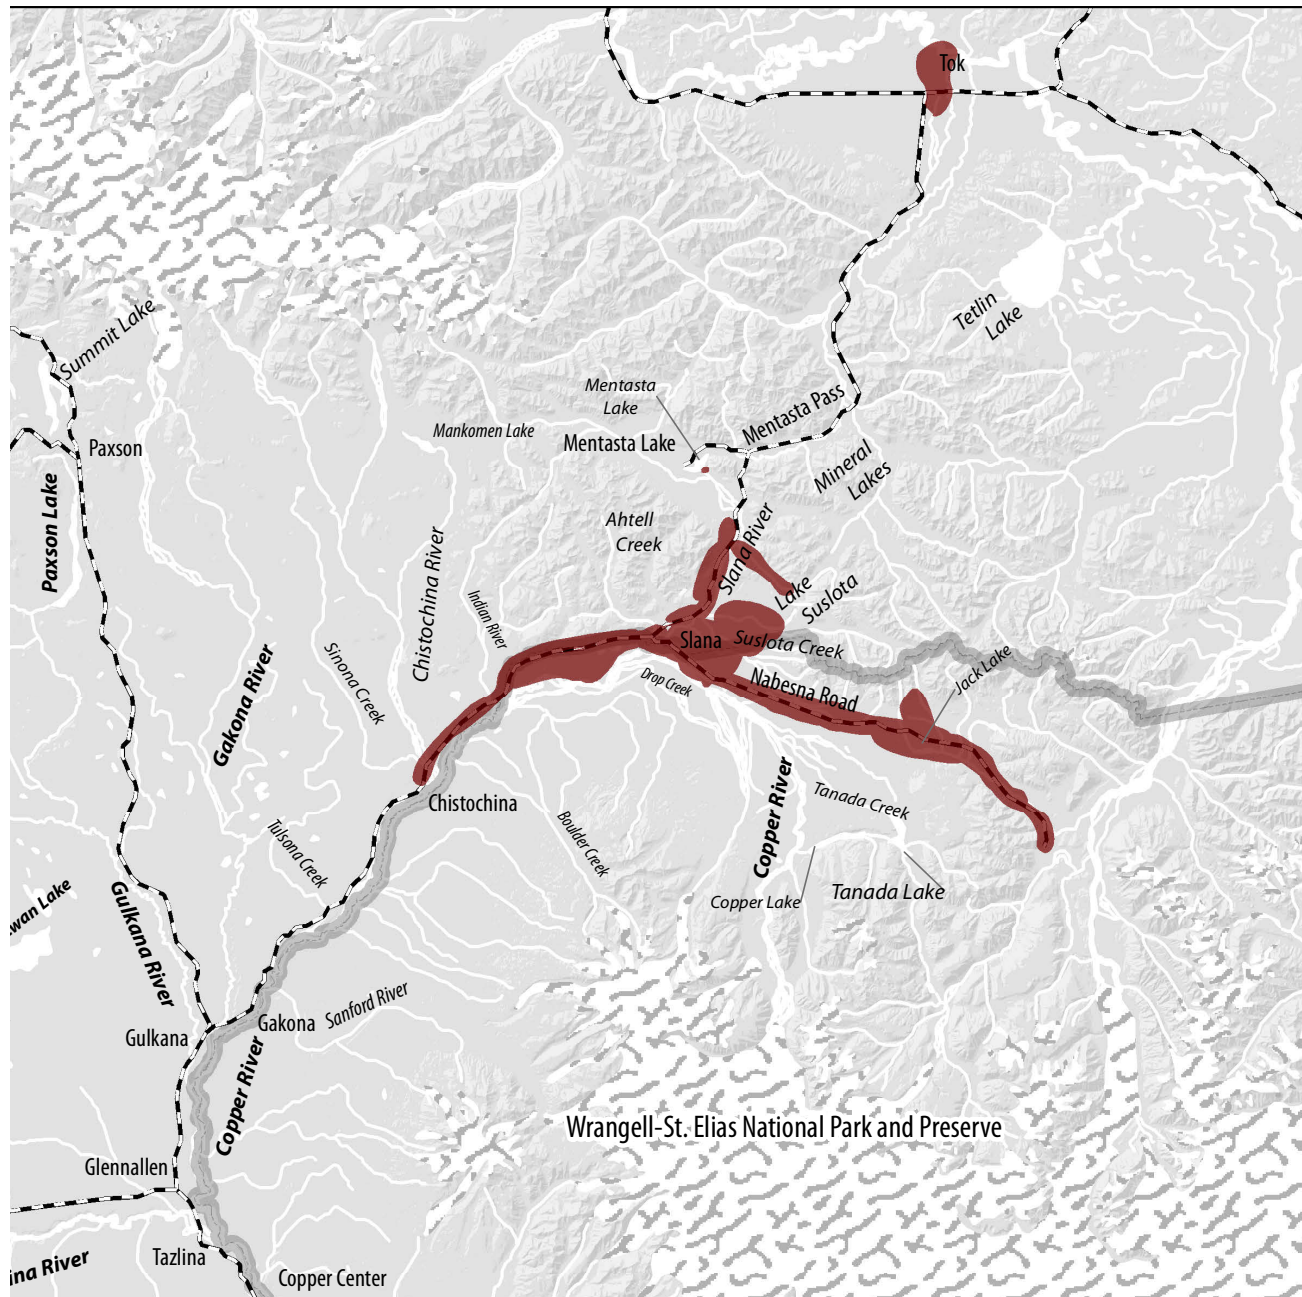 Tok
Tetlin
Lake
Summit Lake
Mentasta
Lake
Mentasta Pass
Mankomen Lake
Mentasta Lake
Paxson
Mineral
Lakes
Paxson Lake
Ahtell
Creek
Chistochina River
Slana River
Lake
Suslota
Indian River
Slana
Suslota Creek
Sinona Creek
Gakona River
Drop Creek
Nabesna Road
Jack Lake
Chistochina
Copper River
Tanada Creek
Boulder Creek
Tulsona Creek
Copper Lake
Tanada Lake
wan Lake
Gulkana River
Gakona
Sanford River
Gulkana
Copper River
Wrangell-St. Elias National Park and Preserve
Glennallen
Tazlina
ina River
Copper Center